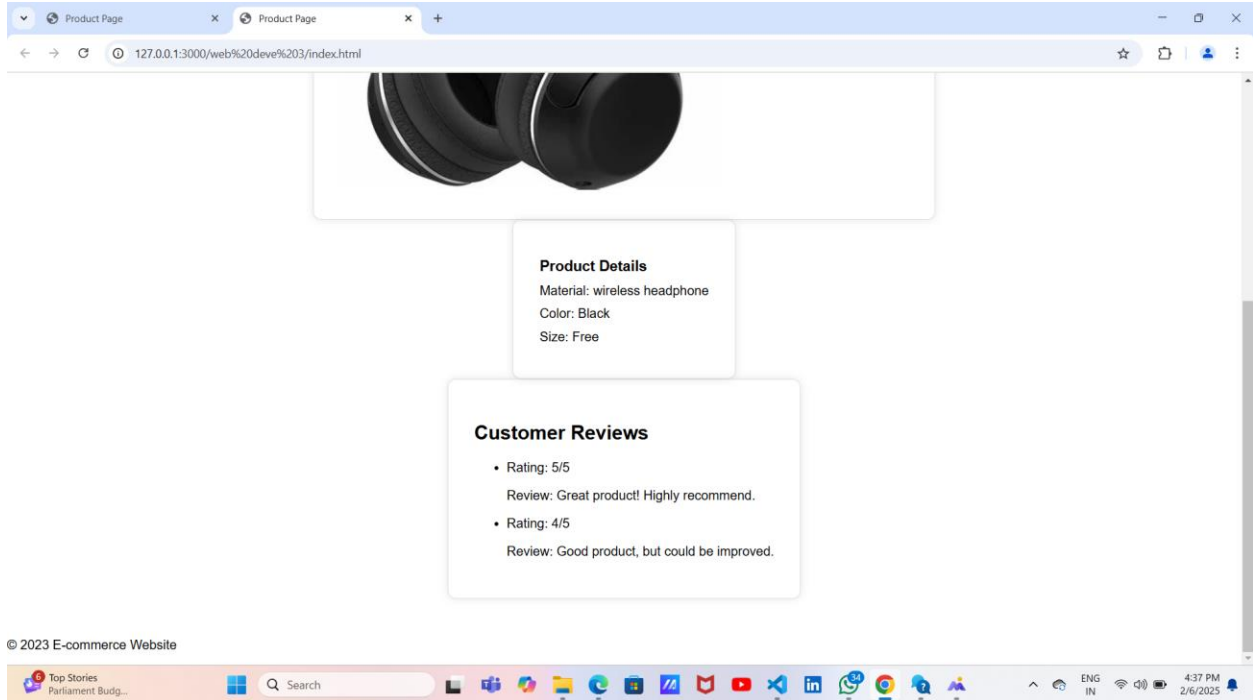 Product Page
Product Page
127.0.0.1:3000/web%20deve%203/index.html
Product Details
Material: wireless headphone
Color: Black
Size: Free
Customer Reviews
• Rating: 5/5
Review: Great product! Highly recommend.
• Rating: 4/5
Review: Good product, but could be improved.
© 2023 E-commerce Website
6
Top Stories
Parliament Budg...
Search
34
ENG
IN
4:37 PM
2/6/2025